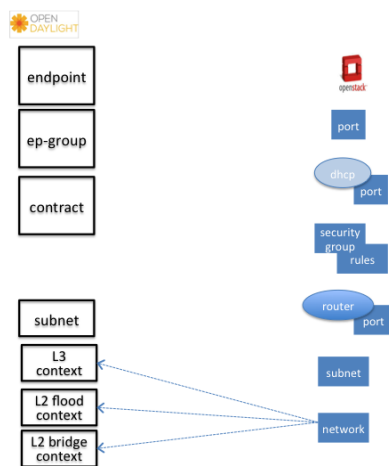 OPEN
DAYLIGHT
endpoint
openstack
ep-group
port
dhcp
port
contract
security
group
rules
router
port
subnet
L3
context
subnet
L2 flood
context
network
L2 bridge
context